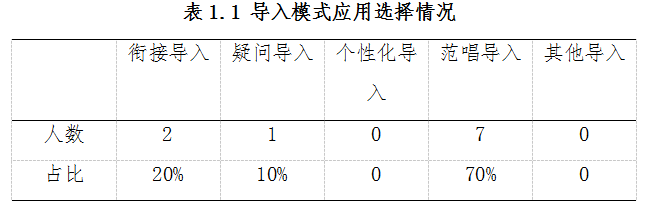 表 1.1 导入模式应用选择情况
衔接导入 疑问导入 个性化导入 范唱导入 其他导入
人数 2 1 0 7 0
占比 20% 10% 0 70% 0